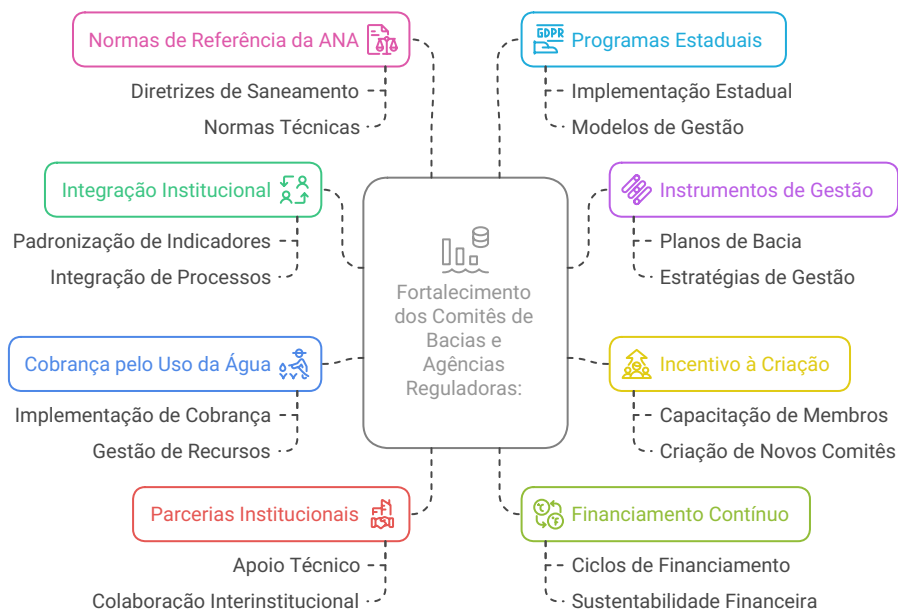 Normas de Referência da ANA
Diretrizes de Saneamento
Normas Técnicas
GDPR
Programas Estaduais
Implementação Estadual
Modelos de Gestão
Integração Institucional
Padronização de Indicadores
Integração de Processos
Instrumentos de Gestão
Planos de Bacia
Estratégias de Gestão
Fortalecimento
dos Comitês de
Bacias e
Agências
Reguladoras:
Cobrança pelo Uso da Água
Implementação de Cobrança
Gestão de Recursos
Incentivo à Criação
Capacitação de Membros
Criação de Novos Comitês
Parcerias Institucionais
Apoio Técnico
Colaboração Interinstitucional
°C
°F
Financiamento Contínuo
Ciclos de Financiamento
Sustentabilidade Financeira